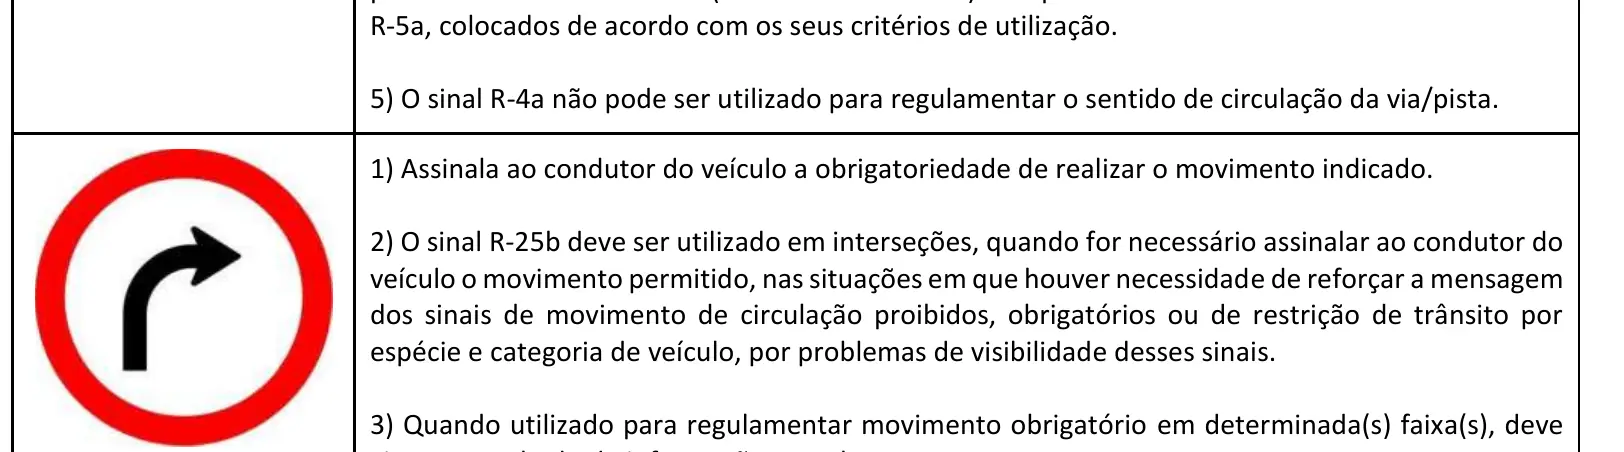 R-5a, colocados de acordo com os seus critérios de utilização.
5) O sinal R-4a não pode ser utilizado para regulamentar o sentido de circulação da via/pista.
1) Assinala ao condutor do veículo a obrigatoriedade de realizar o movimento indicado.
2) O sinal R-25b deve ser utilizado em interseções, quando for necessário assinalar ao condutor do
veículo o movimento permitido, nas situações em que houver necessidade de reforçar a mensagem
dos sinais de movimento de circulação proibidos, obrigatórios ou de restrição de trânsito por
espécie e categoria de veículo, por problemas de visibilidade desses sinais.
3) Quando utilizado para regulamentar movimento obrigatório em determinada(s) faixa(s), deve